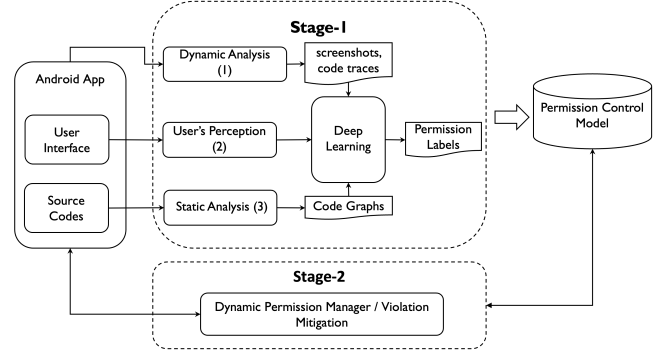 Stage-1
Dynamic Analysis
(1)
screenshots,
code traces
Android App
User
Interface
User's Perception
(2)
Deep
Learning
Permission
Labels
Permission Control
Model
Source
Codes
Static Analysis (3)
Code Graphs
Stage-2
Dynamic Permission Manager / Violation
Mitigation